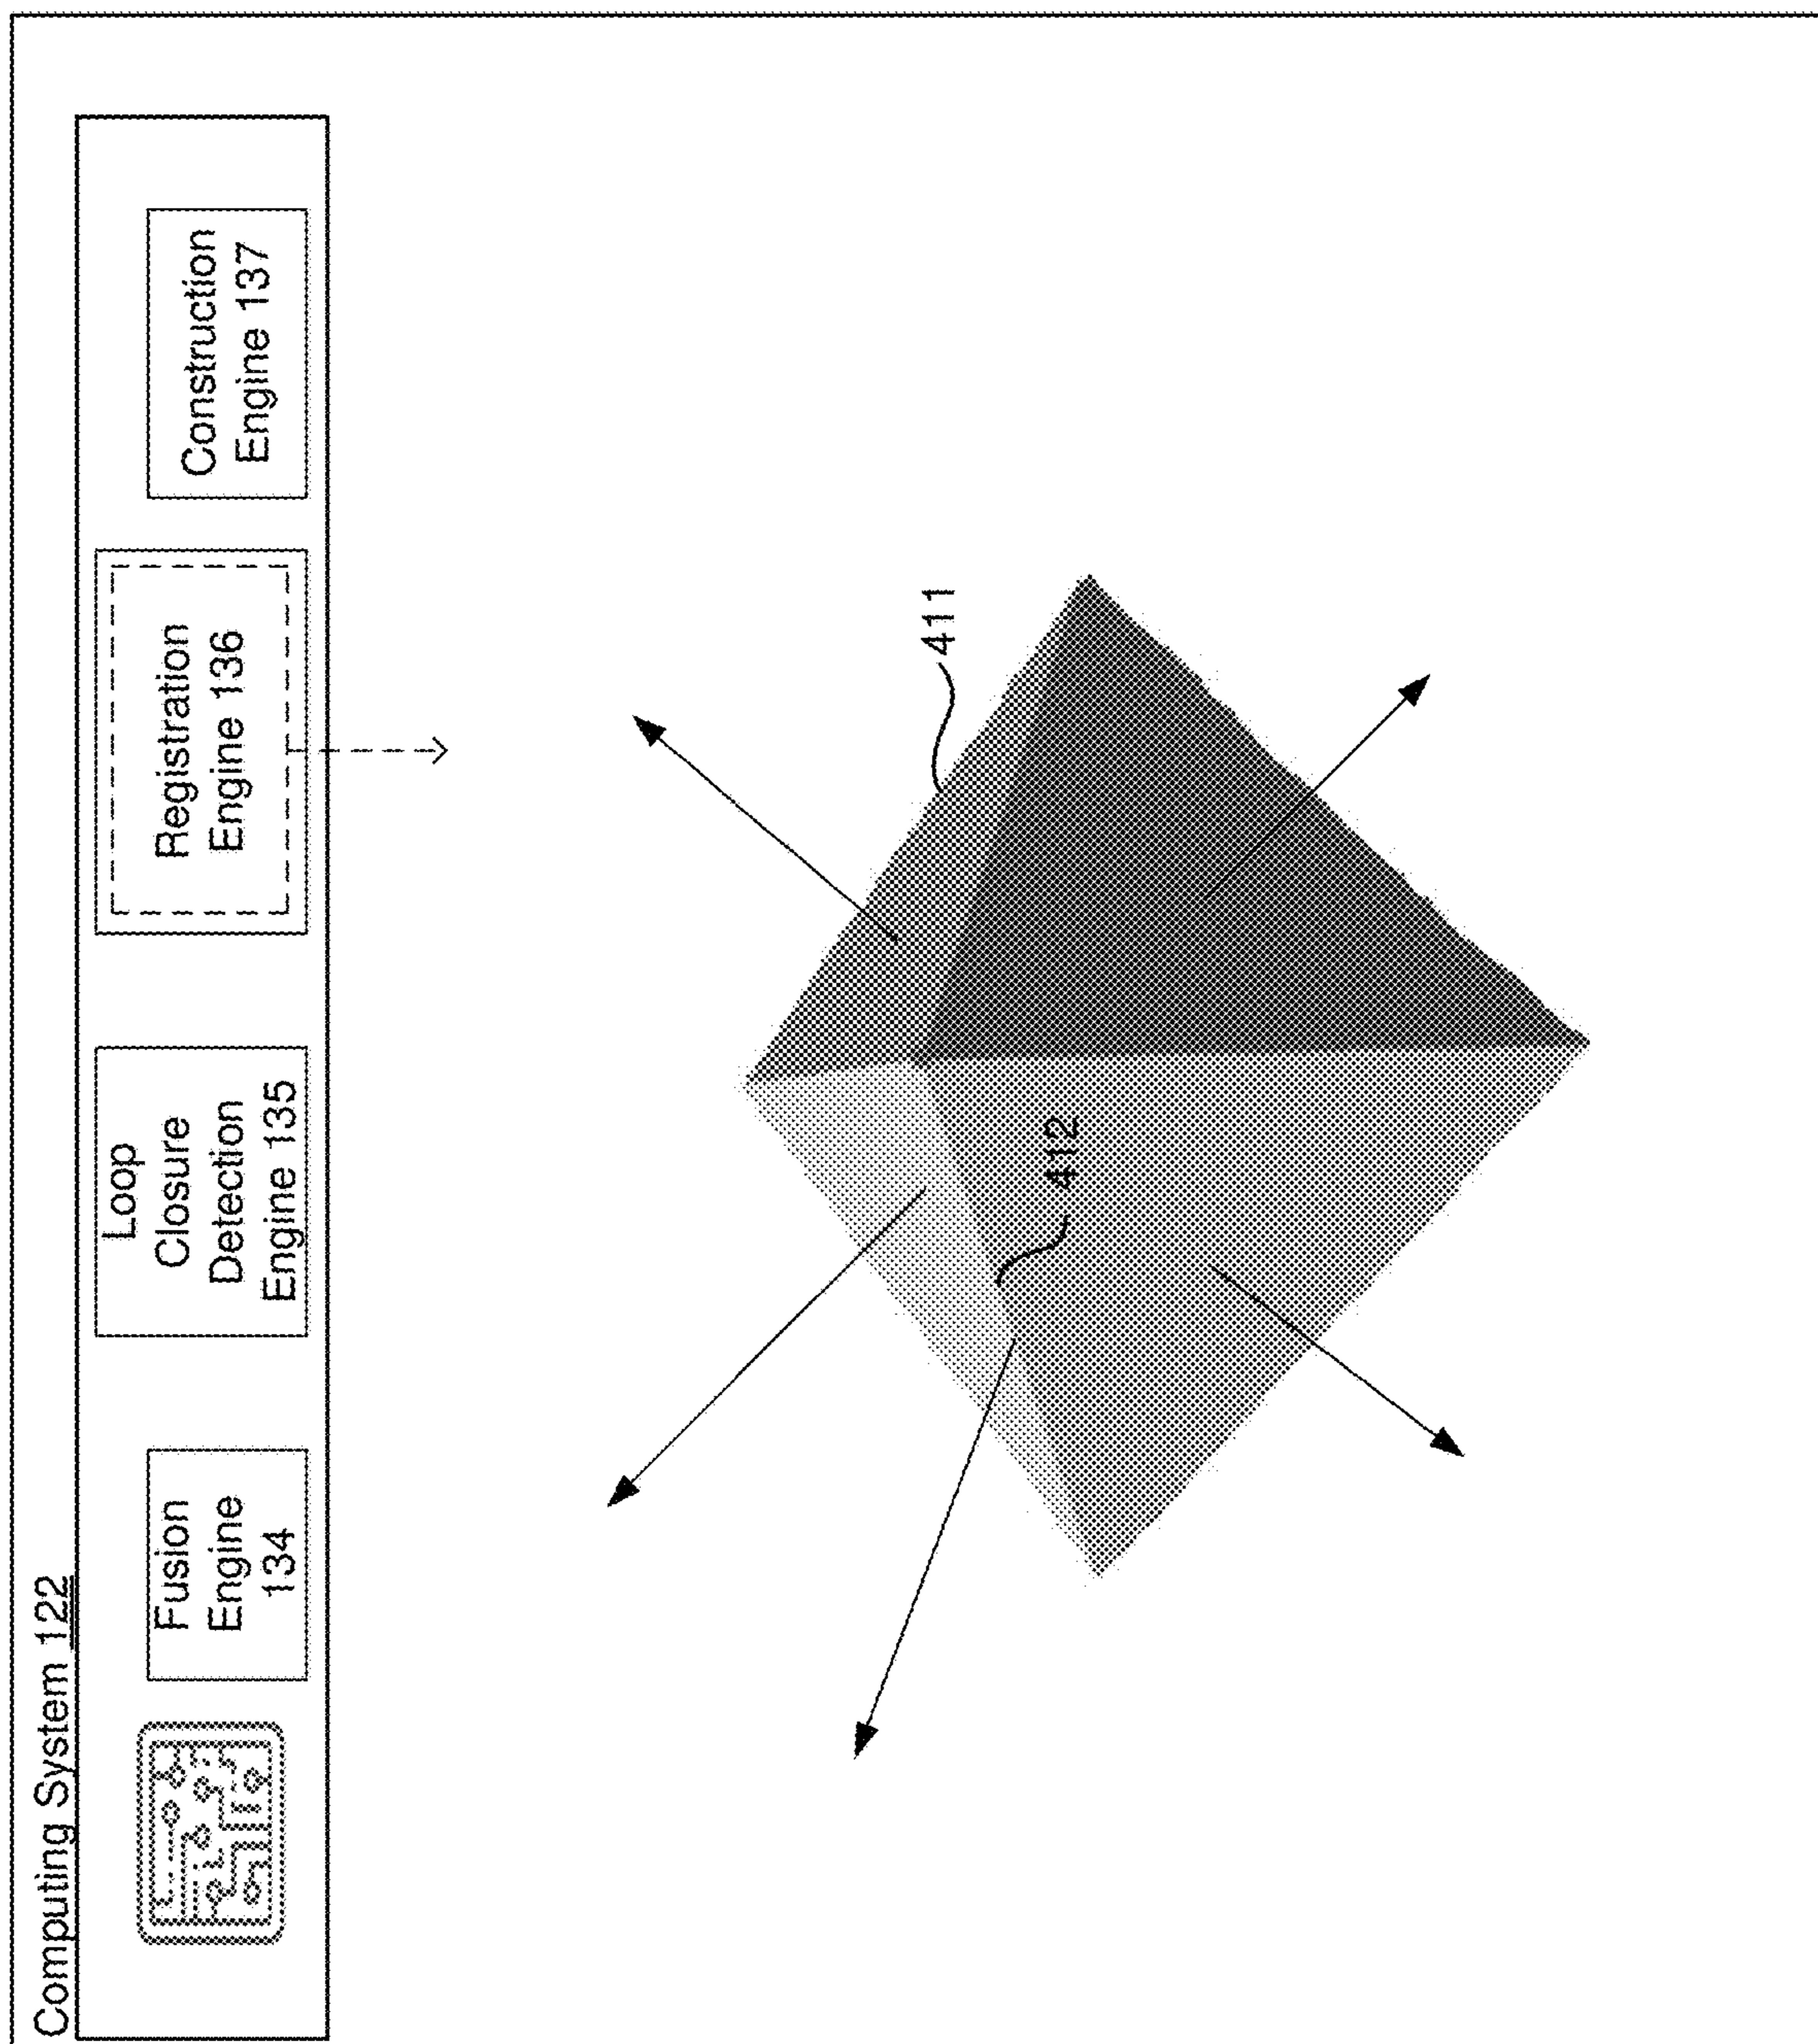 Computing System 122
Fusion
Engine
134
Loop
Closure
Detection
Engine 135
Registration
Engine 136
Construction
Engine 137
411
412